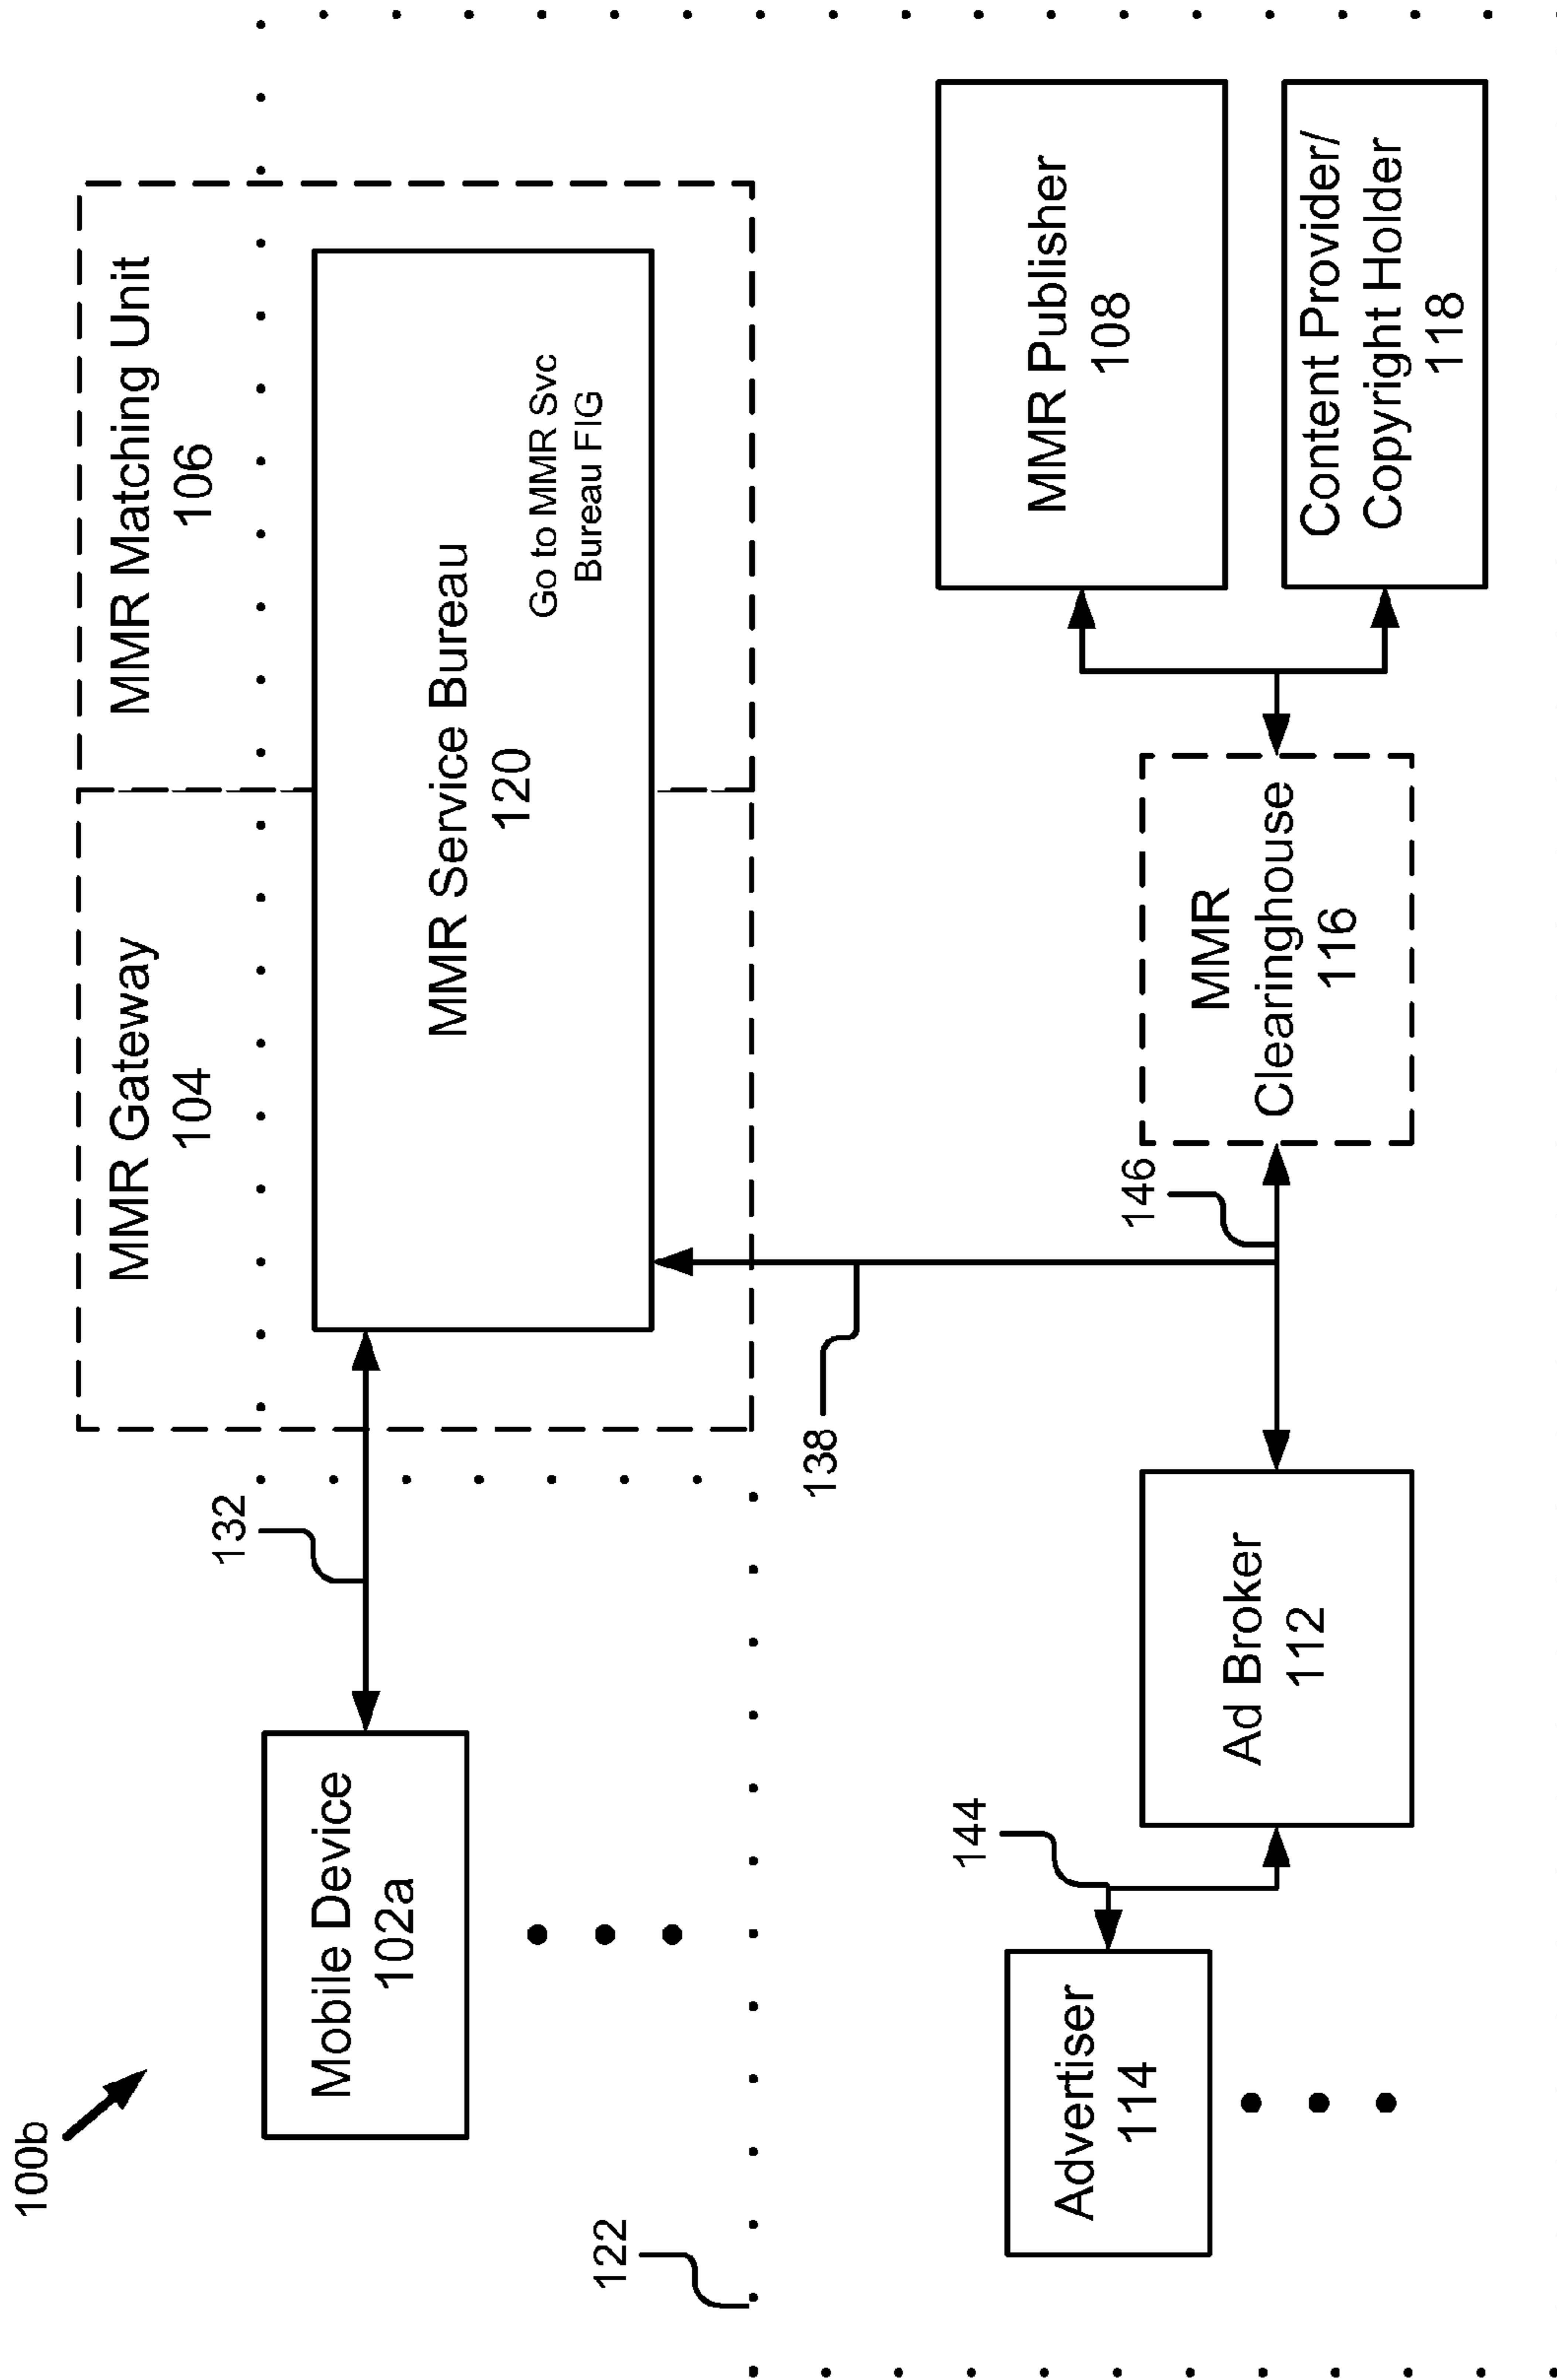 100b
MMR Gateway
104
MMR Matching Unit
106
132
Mobile Device
102a
MMR Service Bureau
120
Go to MMR Svc
Bureau FIG
122
138
144
146
Advertiser
114
Ad Broker
112
MMR
Clearinghouse
116
MMR Publisher
108
Content Provider/
Copyright Holder
118